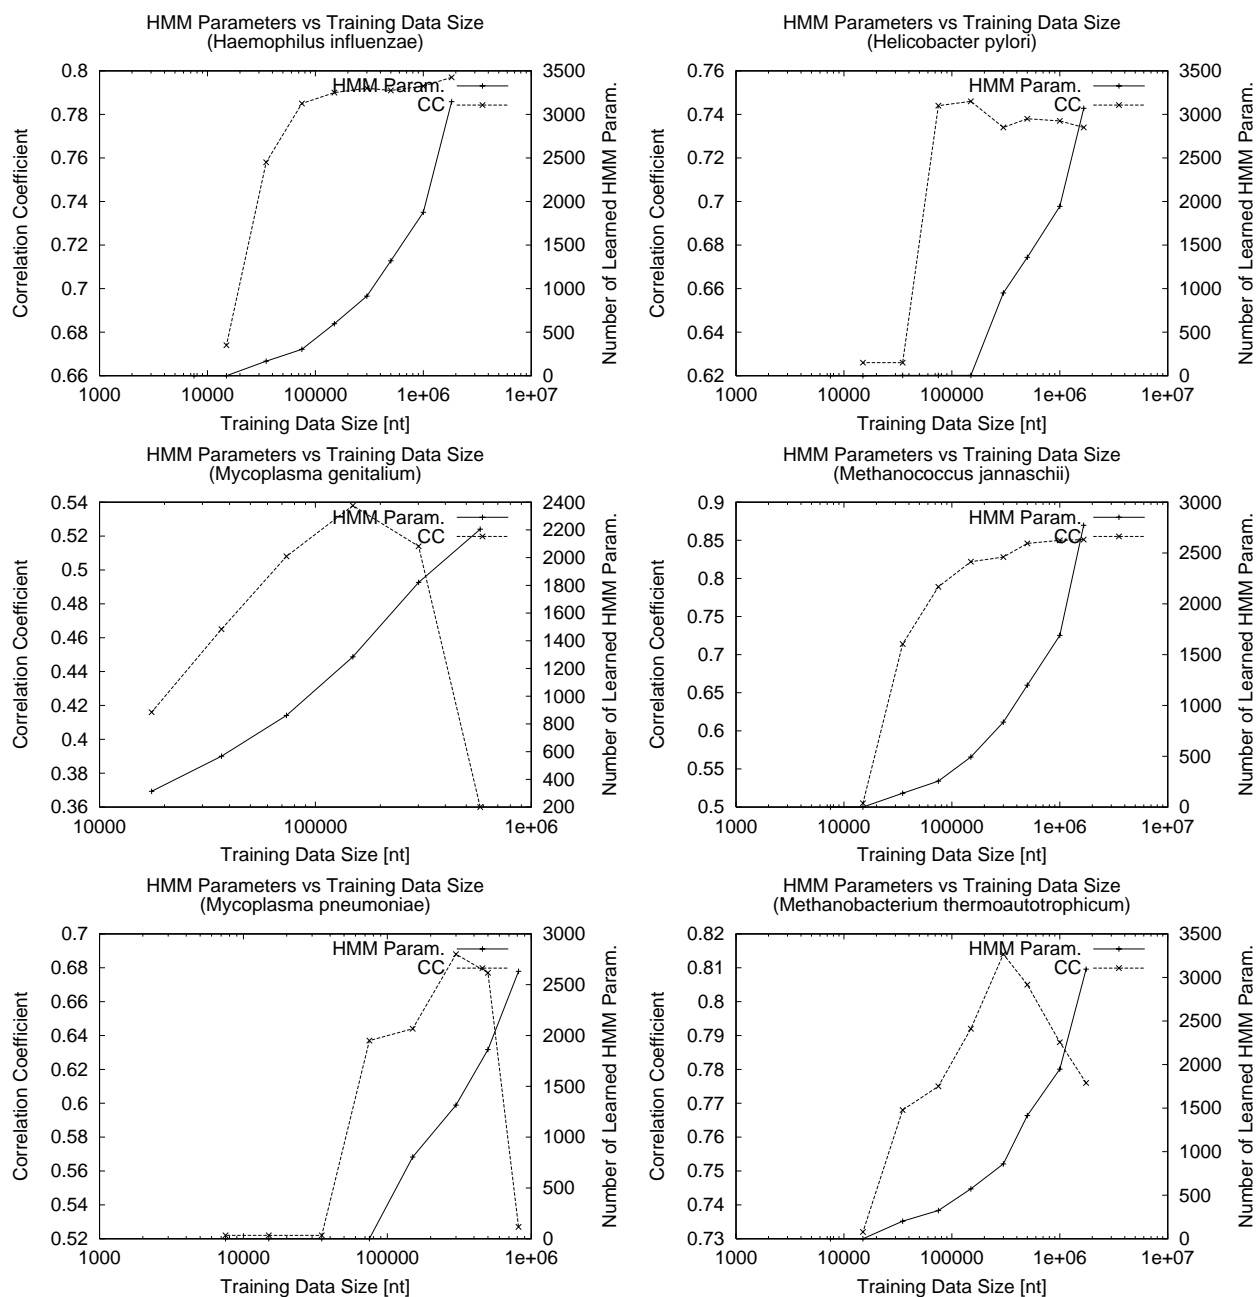 HMM Parameters vs Training Data Size
(Haemophilus influenzae)
Correlation Coefficient
0.8
0.78
0.76
0.74
0.72
0.7
0.68
0.66
HMM Param.
CC
3500
3000
2500
2000
1500
1000
500
0
Number of Learned HMM Param.
1000 10000 100000 1e+06 1e+07
Training Data Size [nt]
HMM Parameters vs Training Data Size
(Helicobacter pylori)
Correlation Coefficient
0.76
0.74
0.72
0.7
0.68
0.66
0.64
0.62
HMM Param.
CC
3500
3000
2500
2000
1500
1000
500
0
Number of Learned HMM Param.
1000 10000 100000 1e+06 1e+07
Training Data Size [nt]
HMM Parameters vs Training Data Size
(Mycoplasma genitalium)
Correlation Coefficient
0.54
0.52
0.5
0.48
0.46
0.44
0.42
0.4
0.38
0.36
HMM Param.
CC
2400
2200
2000
1800
1600
1400
1200
1000
800
600
400
200
Number of Learned HMM Param.
10000 100000 1e+06
Training Data Size [nt]
HMM Parameters vs Training Data Size
(Methanococcus jannaschii)
Correlation Coefficient
0.9
0.85
0.8
0.75
0.7
0.65
0.6
0.55
0.5
HMM Param.
CC
3000
2500
2000
1500
1000
500
0
Number of Learned HMM Param.
1000 10000 100000 1e+06 1e+07
Training Data Size [nt]
HMM Parameters vs Training Data Size
(Mycoplasma pneumoniae)
Correlation Coefficient
0.7
0.68
0.66
0.64
0.62
0.6
0.58
0.56
0.54
0.52
HMM Param.
CC
3000
2500
2000
1500
1000
500
0
Number of Learned HMM Param.
1000 10000 100000 1e+06
Training Data Size [nt]
HMM Parameters vs Training Data Size
(Methanobacterium thermoautotrophicum)
Correlation Coefficient
0.82
0.81
0.8
0.79
0.78
0.77
0.76
0.75
0.74
0.73
HMM Param.
CC
3500
3000
2500
2000
1500
1000
500
0
Number of Learned HMM Param.
1000 10000 100000 1e+06 1e+07
Training Data Size [nt]